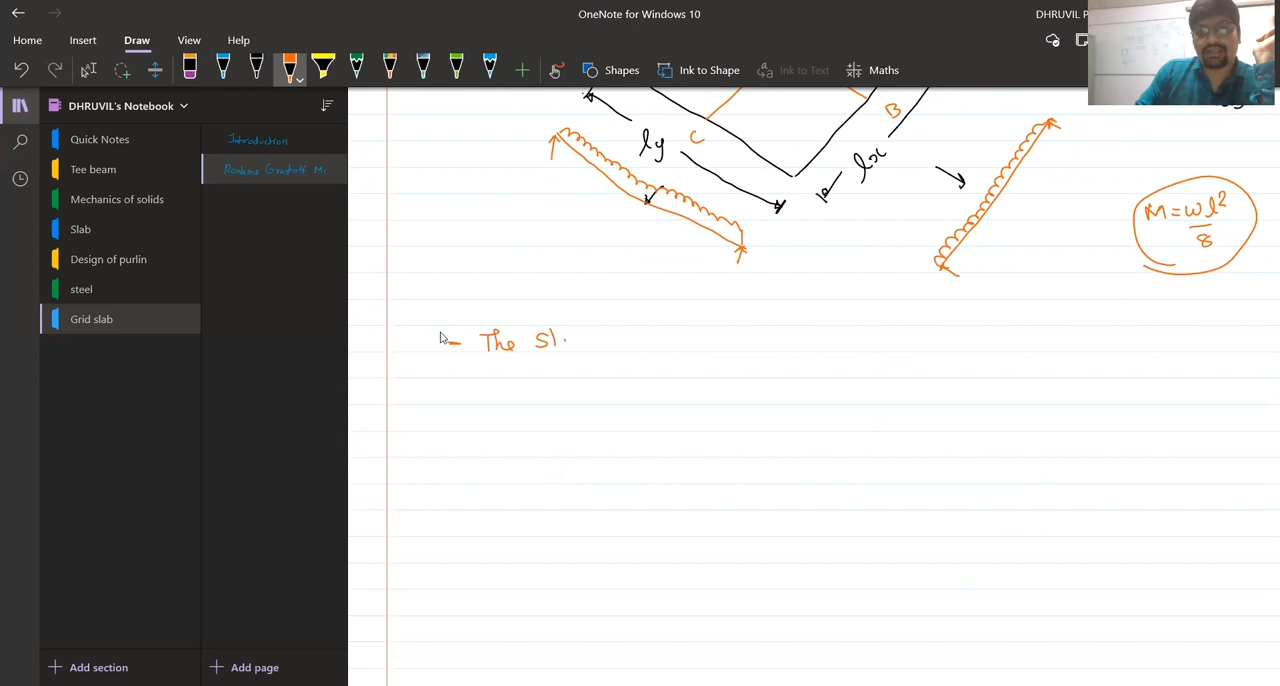 OneNote for Windows 10
DHRUVIL P
Home Insert Draw View Help
Shapes Ink to Shape Ink to Text Maths
DHRUVIL's Notebook
Quick Notes
Tee beam
Mechanics of solids
Slab
Design of purlin
steel
Grid slab
Introduction
Rankine Grashoff M.
B
C
ly
lx
M = wl²
8
- The Sl
Add section
Add page